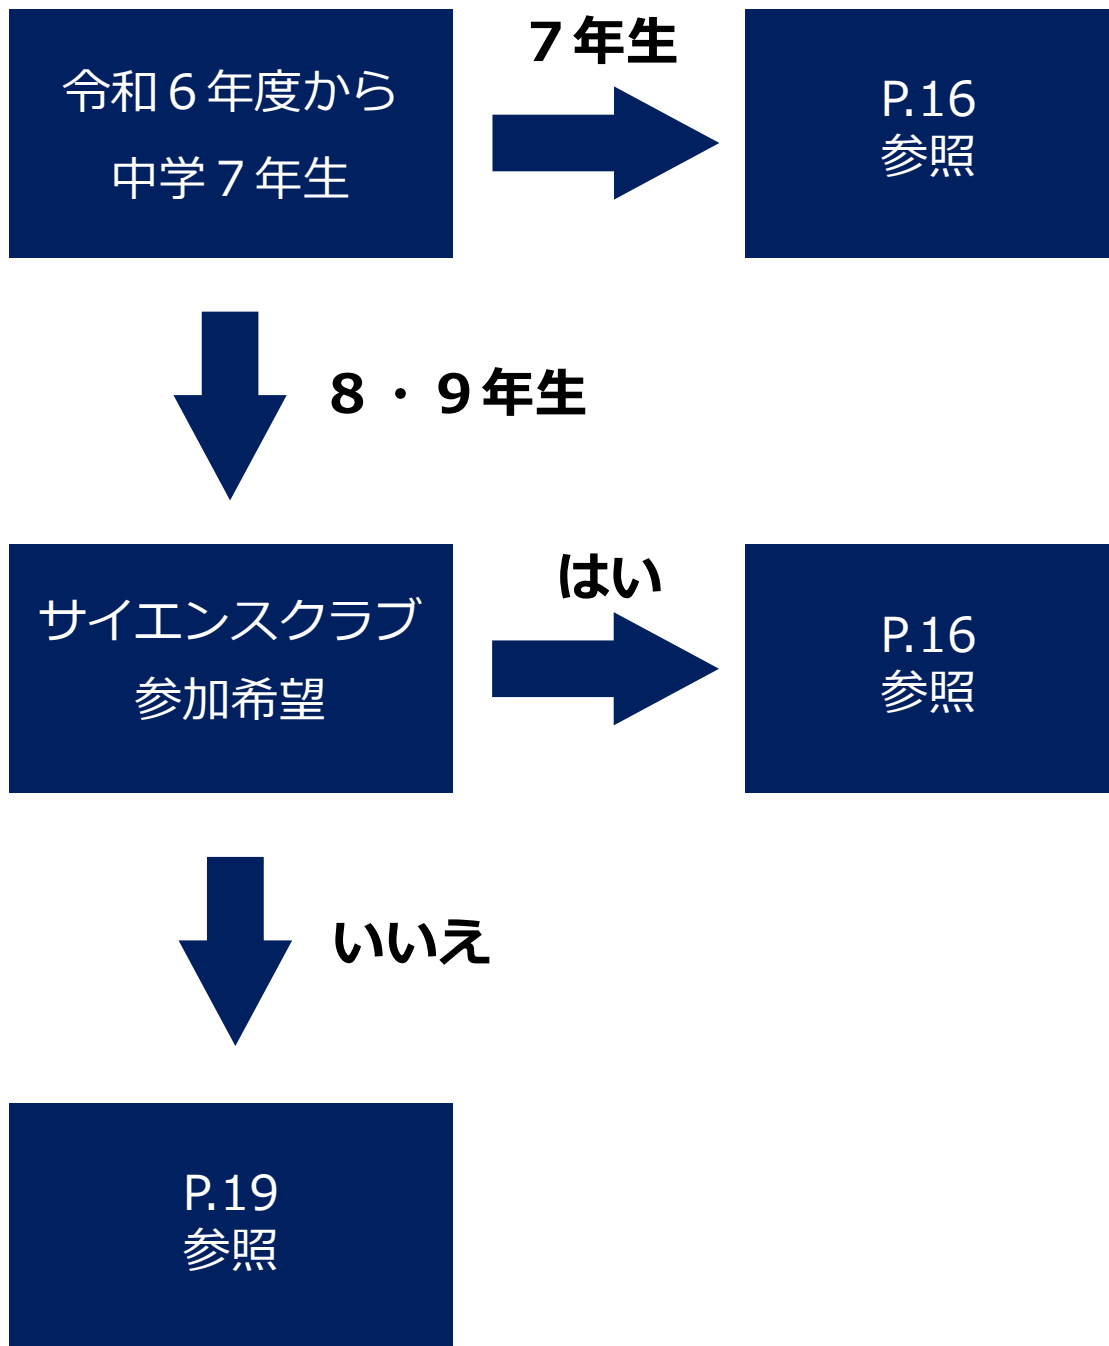 令和６年度から
中学７年生
７年生
P.16
参照
８・９年生
サイエンスクラブ
参加希望
はい
P.16
参照
いいえ
P.19
参照